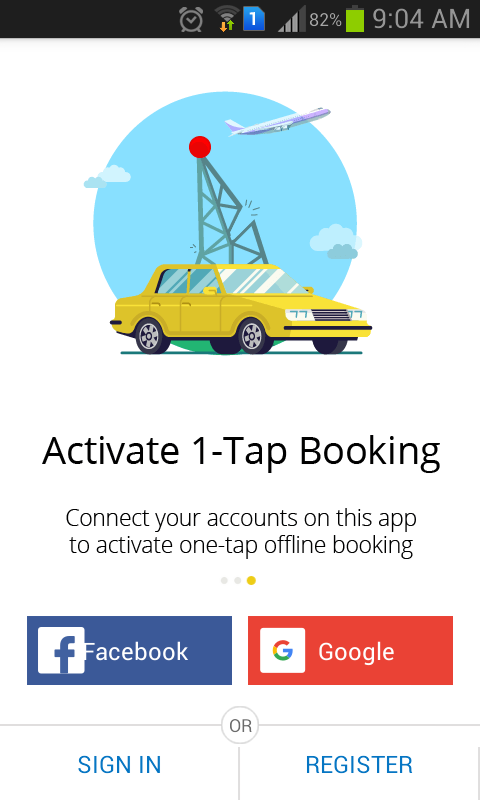 1 82% 9:04 AM
Activate 1-Tap Booking
Connect your accounts on this app
to activate one-tap offline booking
Facebook
Google
OR
SIGN IN
REGISTER